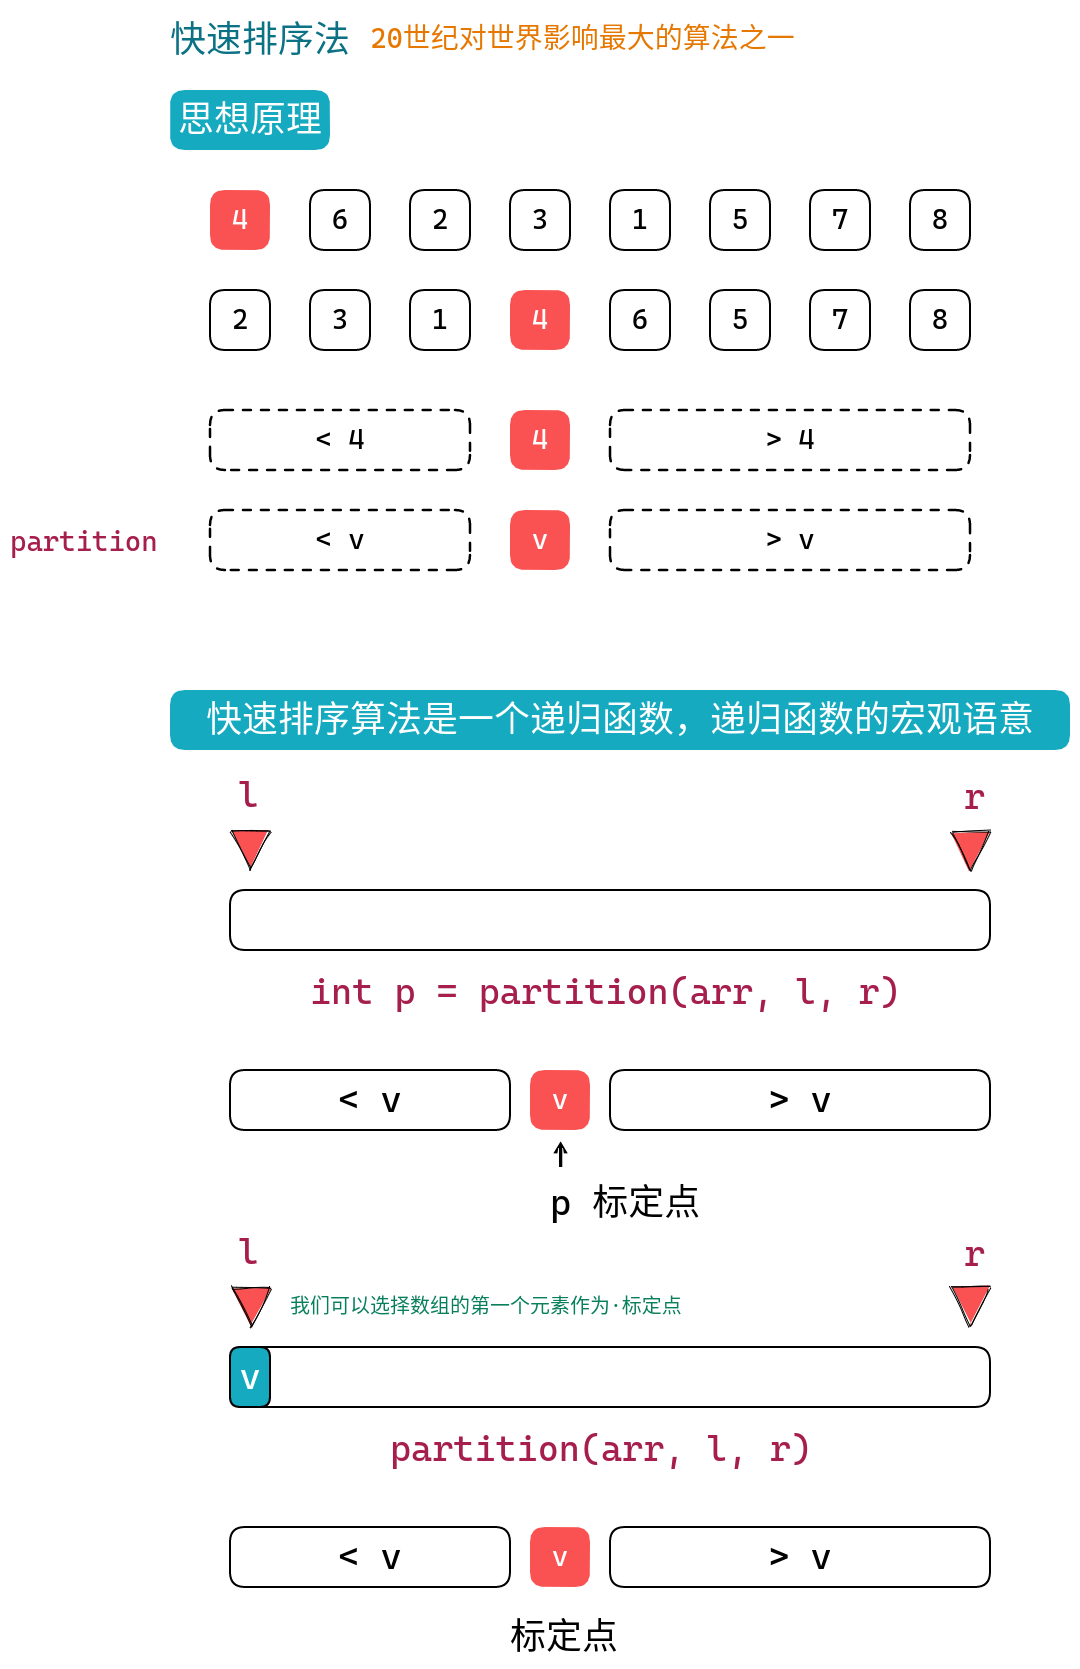 快速排序法 20世纪对世界影响最大的算法之一
思想原理
4 6 2 3 1 5 7 8
2 3 1 4 6 5 7 8
< 4 4 > 4
partition < v v > v
快速排序算法是一个递归函数，递归函数的宏观语意
l r
int p = partition(arr, l, r)
< v v > v
↑
p 标定点
l r
我们可以选择数组的第一个元素作为·标定点
v
partition(arr, l, r)
< v v > v
标定点